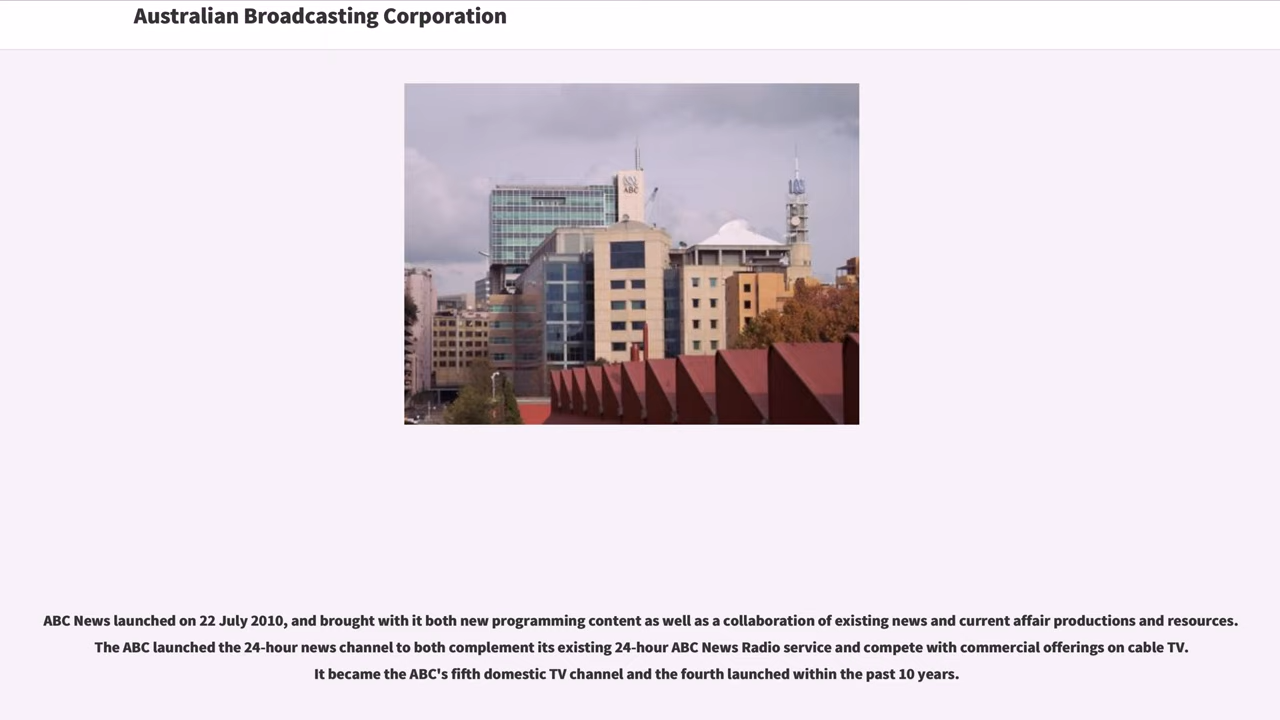 Australian Broadcasting Corporation
ABC
ABC News launched on 22 July 2010, and brought with it both new programming content as well as a collaboration of existing news and current affair productions and resources.
The ABC launched the 24-hour news channel to both complement its existing 24-hour ABC News Radio service and compete with commercial offerings on cable TV.
It became the ABC's fifth domestic TV channel and the fourth launched within the past 10 years.